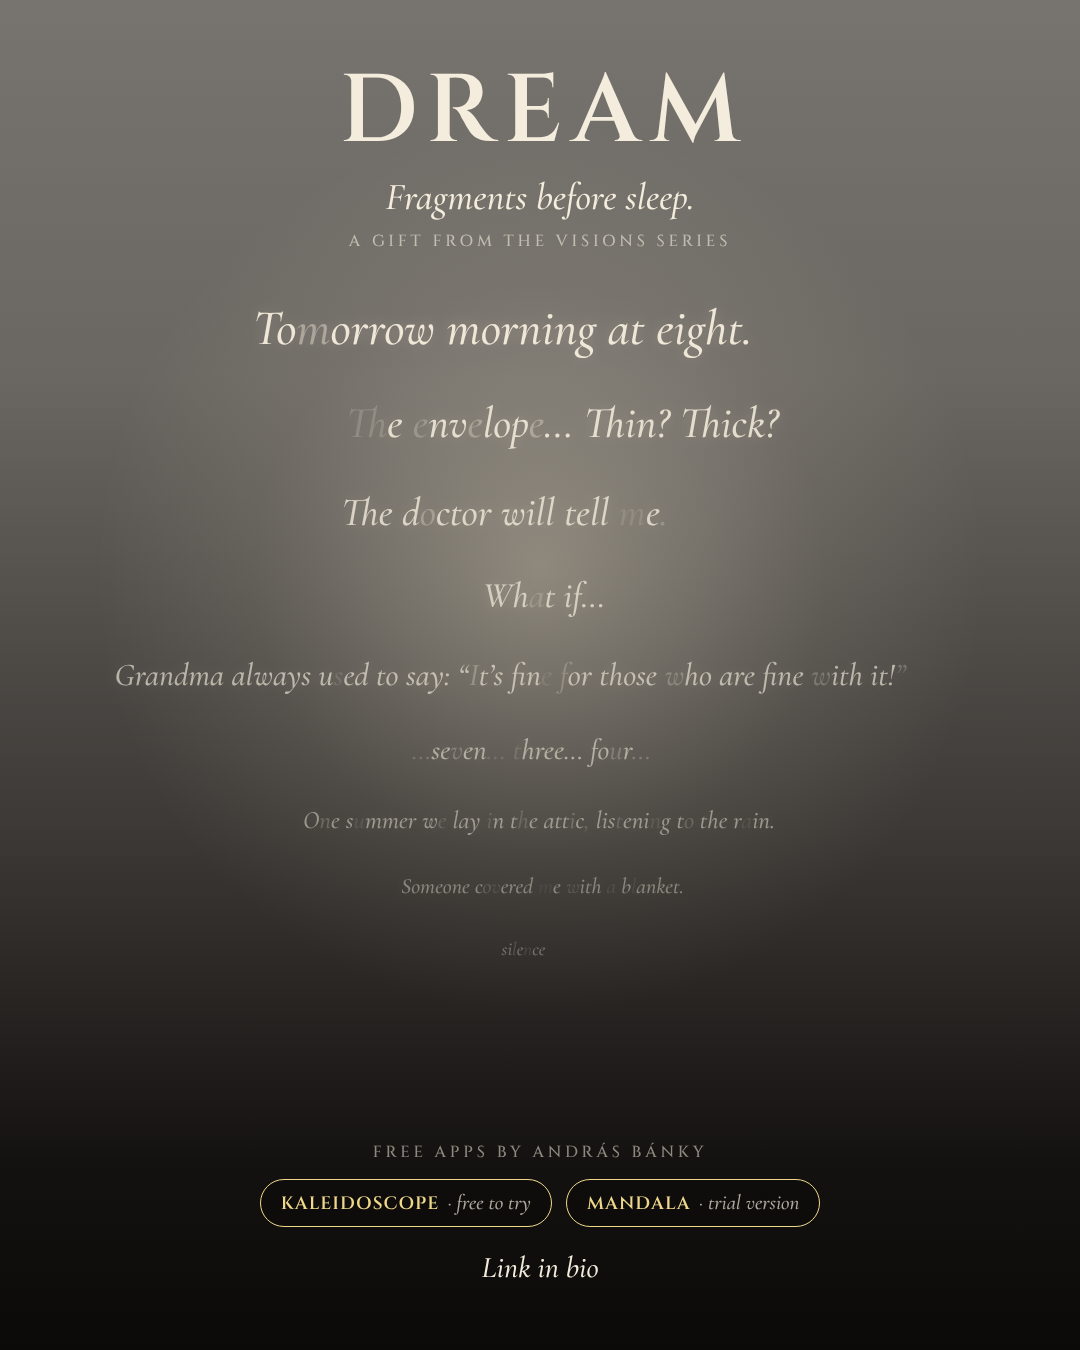 DREAM
Fragments before sleep.
A GIFT FROM THE VISIONS SERIES
Tomorrow morning at eight.
The envelope... Thin? Thick?
The doctor will tell me.
What if...
Grandma always used to say: “It’s fine for those who are fine with it!”
...seven... three... four...
One summer we lay in the attic, listening to the rain.
Someone covered me with a blanket.
silence
FREE APPS BY ANDRÁS BÁNKY
KALEIDOSCOPE · free to try
MANDALA · trial version
Link in bio